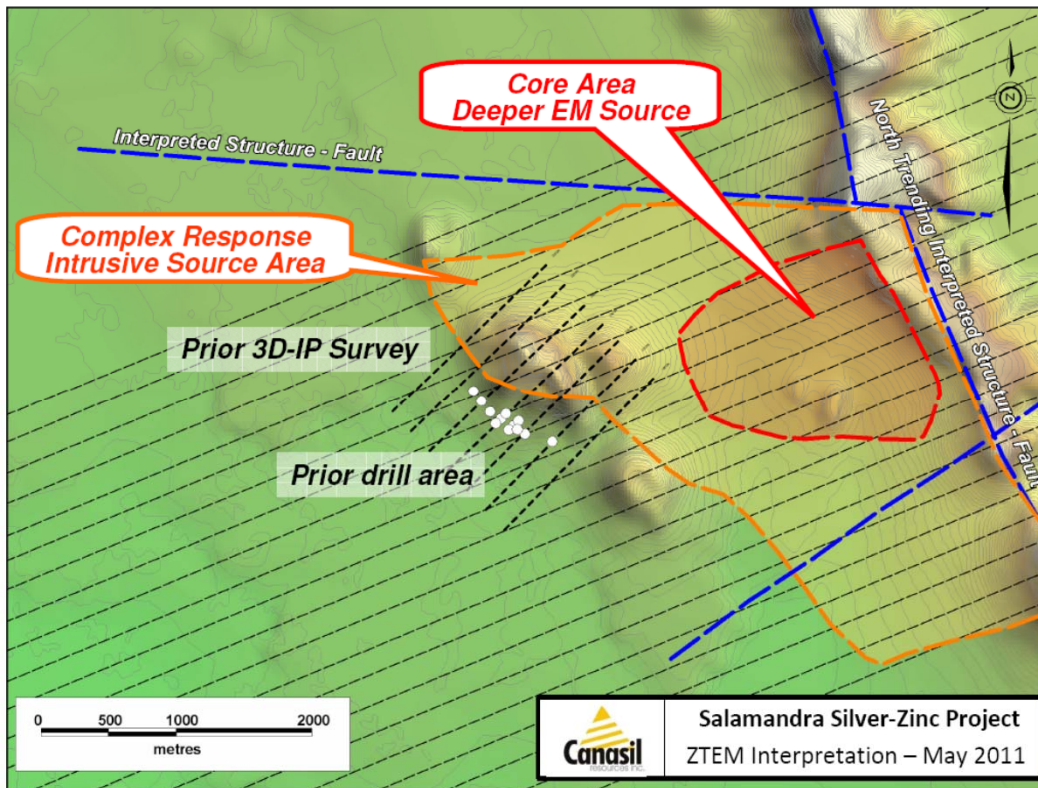 Core Area
Deeper EM Source
Interpreted Structure - Fault
North Trending Interpreted Structure - Fault
Complex Response
Intrusive Source Area
Prior 3D-IP Survey
Prior drill area
N
0 500 1000 2000
metres
Canasil
resources inc.
Salamandra Silver-Zinc Project
ZTEM Interpretation – May 2011